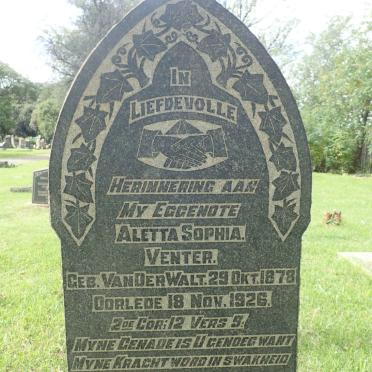 IN
LIEFDEVOLLE
HERINNERING AAN
MY EGGENOTE
ALETTA SOPHIA
VENTER.
GEB. VAN DER WALT. 29 OKT. 1878
OORLEDE 18 NOV. 1926.
2DE COR: 12 VERS 9.
MYNE GENADE IS U GENOEG WANT
MYNE KRACHT WORD IN SWAKHEID